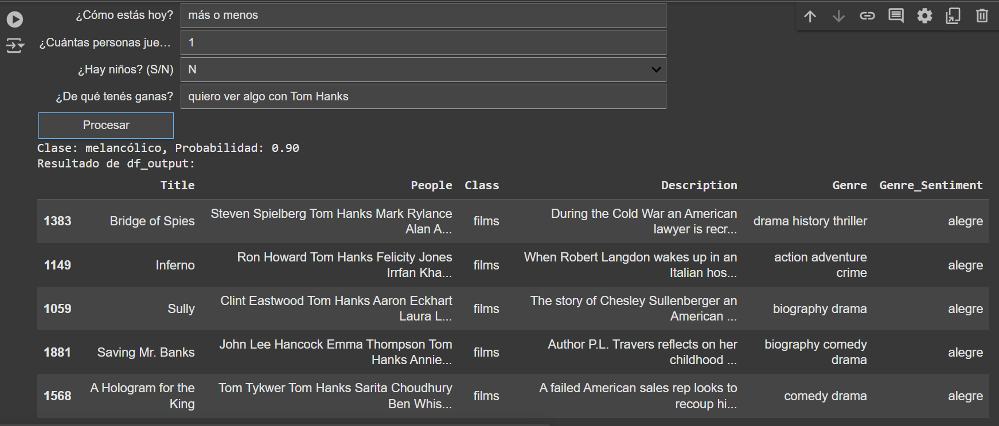 ¿Cómo estás hoy? más o menos
¿Cuántas personas jue... 1
¿Hay niños? (S/N) N
¿De qué tenés ganas? quiero ver algo con Tom Hanks
Procesar
Clase: melancólico, Probabilidad: 0.90
Resultado de df_output:
Title People Class Description Genre Genre_Sentiment
1383 Bridge of Spies Steven Spielberg Tom Hanks Mark Rylance Alan A... films During the Cold War an American lawyer is recr... drama history thriller alegre
1149 Inferno Ron Howard Tom Hanks Felicity Jones Irrfan Kha... films When Robert Langdon wakes up in an Italian hos... action adventure crime alegre
1059 Sully Clint Eastwood Tom Hanks Aaron Eckhart Laura L... films The story of Chesley Sullenberger an American ... biography drama alegre
1881 Saving Mr. Banks John Lee Hancock Emma Thompson Tom Hanks Annie... films Author P.L. Travers reflects on her childhood ... biography comedy drama alegre
1568 A Hologram for the King Tom Tykwer Tom Hanks Sarita Choudhury Ben Whis... films A failed American sales rep looks to recoup hi... comedy drama alegre